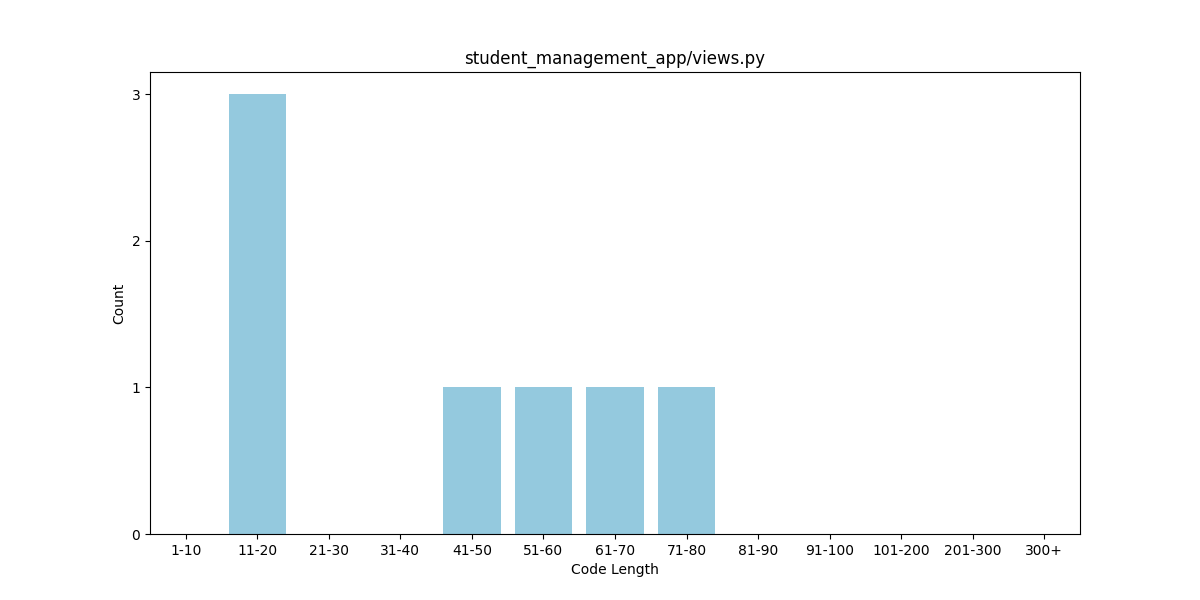 student_management_app/views.py
Count
3
2
1
0
1-10 11-20 21-30 31-40 41-50 51-60 61-70 71-80 81-90 91-100 101-200 201-300 300+
Code Length